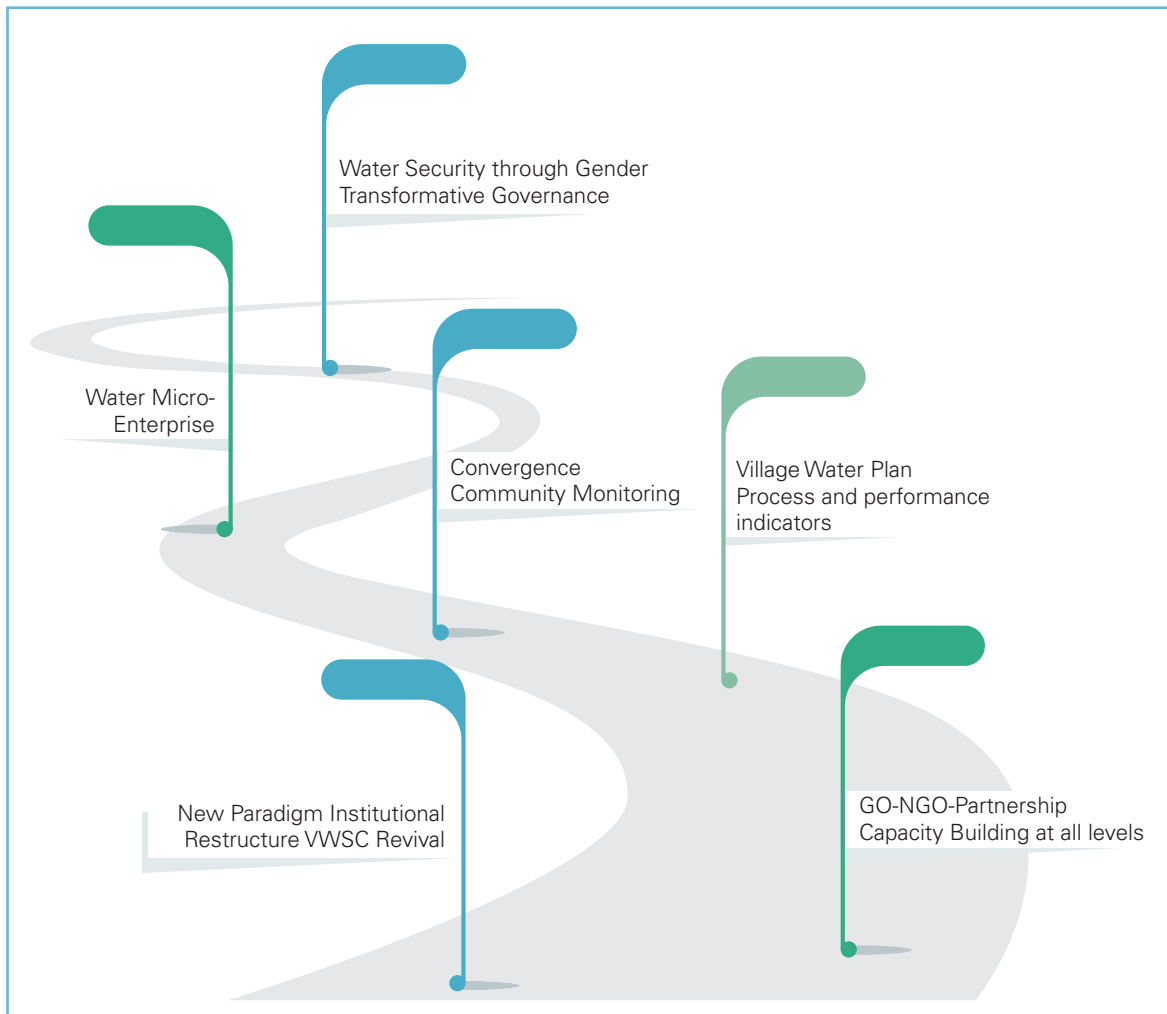 Water Security through Gender
Transformative Governance
Water Micro-
Enterprise
Convergence
Community Monitoring
Village Water Plan
Process and performance
indicators
New Paradigm Institutional
Restructure VWSC Revival
GO-NGO-Partnership
Capacity Building at all levels